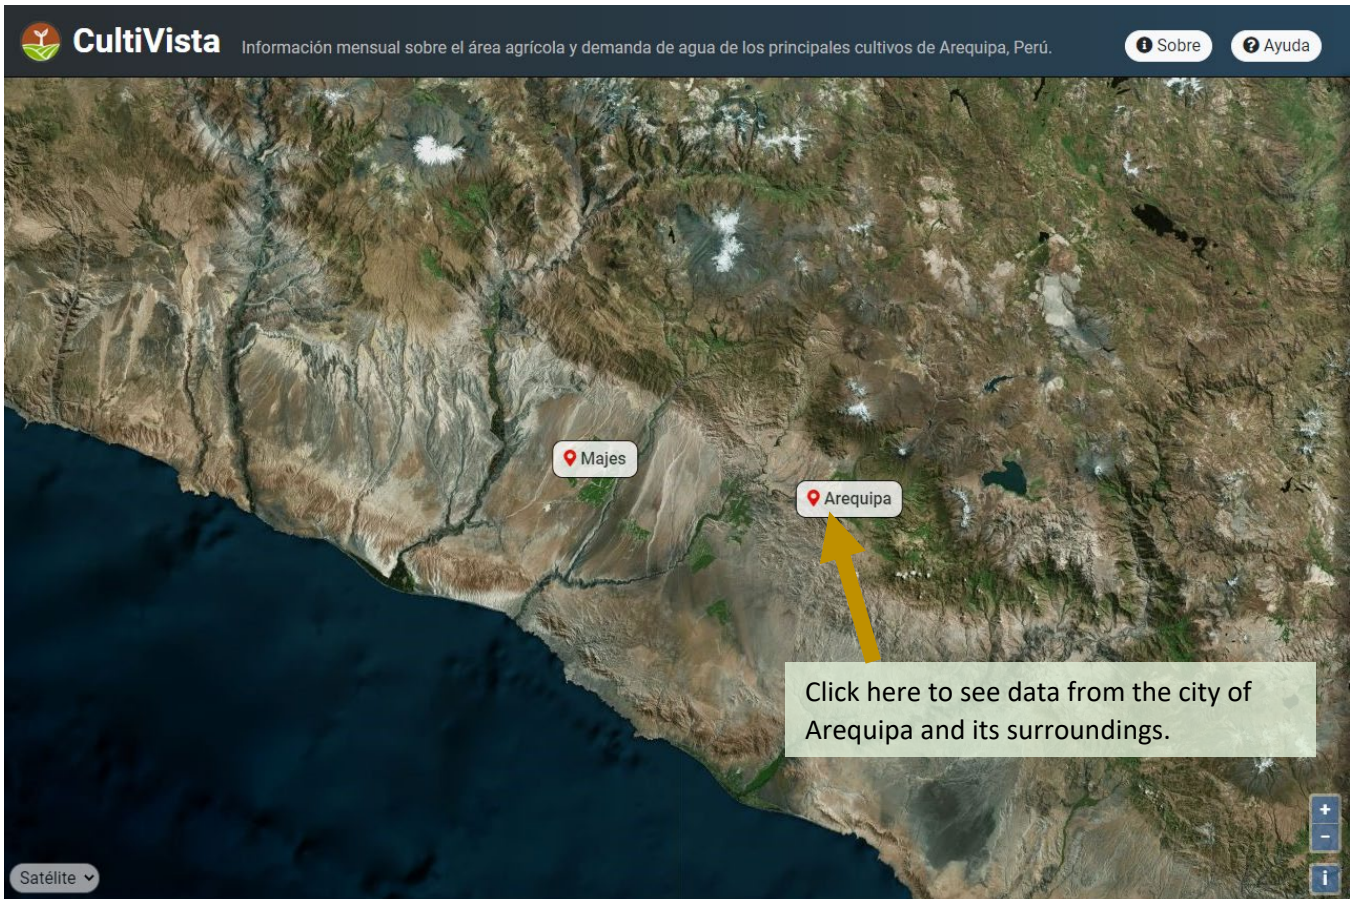 CultiVista
Información mensual sobre el área agrícola y demanda de agua de los principales cultivos de Arequipa, Perú.
Sobre
Ayuda
Majes
Arequipa
Click here to see data from the city of
Arequipa and its surroundings.
+
−
i
Satélite